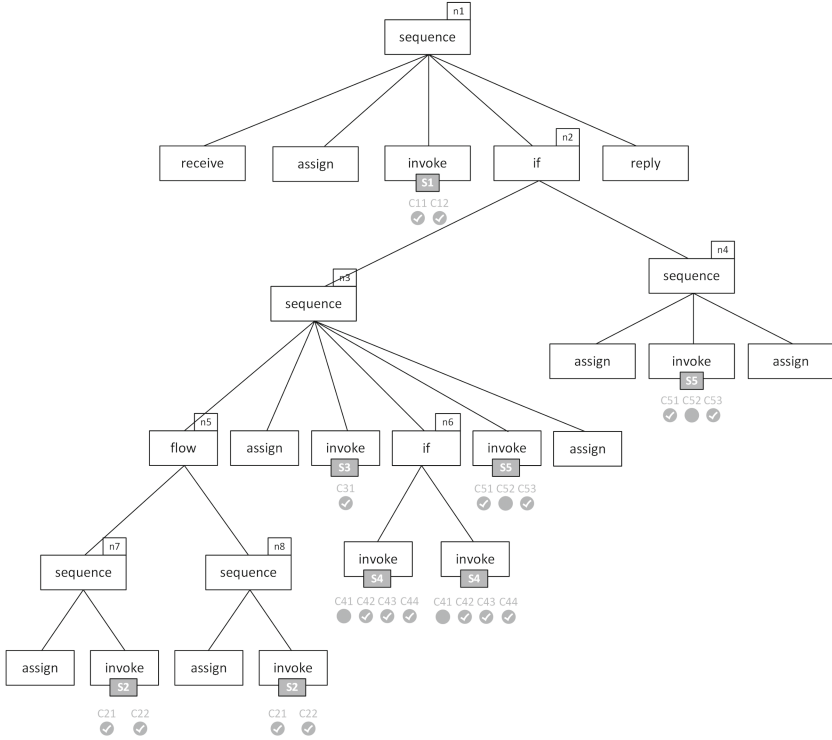 n1
sequence
n2
receive
assign
invoke
if
reply
S1
C11 C12
n4
n3
sequence
sequence
assign
invoke
assign
S5
C51 C52 C53
n5
n6
flow
assign
invoke
if
invoke
assign
S3
S5
C31
C51 C52 C53
n7
n8
sequence
sequence
invoke
invoke
S4
S4
C41 C42 C43 C44
C41 C42 C43 C44
assign
invoke
assign
invoke
S2
S2
C21 C22
C21 C22